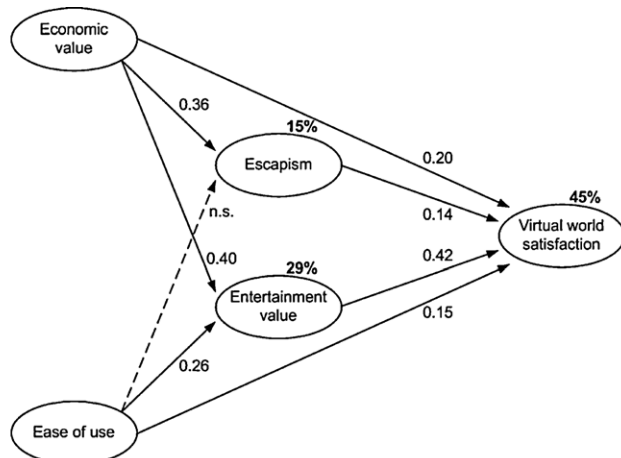 Economic
value
0.36
15%
Escapism
0.20
45%
n.s.
0.14
Virtual world
satisfaction
0.40
29%
0.42
Entertainment
value
0.15
0.26
Ease of use